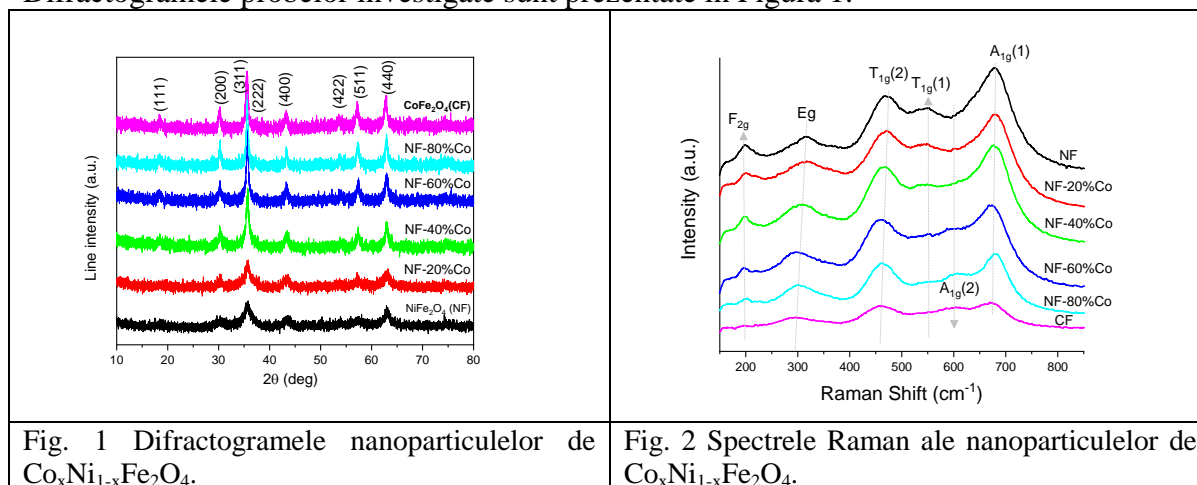 Difractogramele probelor investigate sunt prezentate în Figura 1.
(111)
(200)
(311)
(222)
(400)
(422)
(511)
(440)
CoFe2O4(CF)
NF-80%Co
NF-60%Co
NF-40%Co
NF-20%Co
NiFe2O4 (NF)
Line intensity (a.u.)
10 20 30 40 50 60 70 80
2θ (deg)
A1g(1)
T1g(2)
T1g(1)
F2g
Eg
NF
NF-20%Co
NF-40%Co
NF-60%Co
NF-80%Co
A1g(2)
CF
Intensity (a.u.)
200 300 400 500 600 700 800
Raman Shift (cm-1)
Fig. 1 Difractogramele nanoparticulelor de
CoxNi1-xFe2O4.
Fig. 2 Spectrele Raman ale nanoparticulelor de
CoxNi1-xFe2O4.